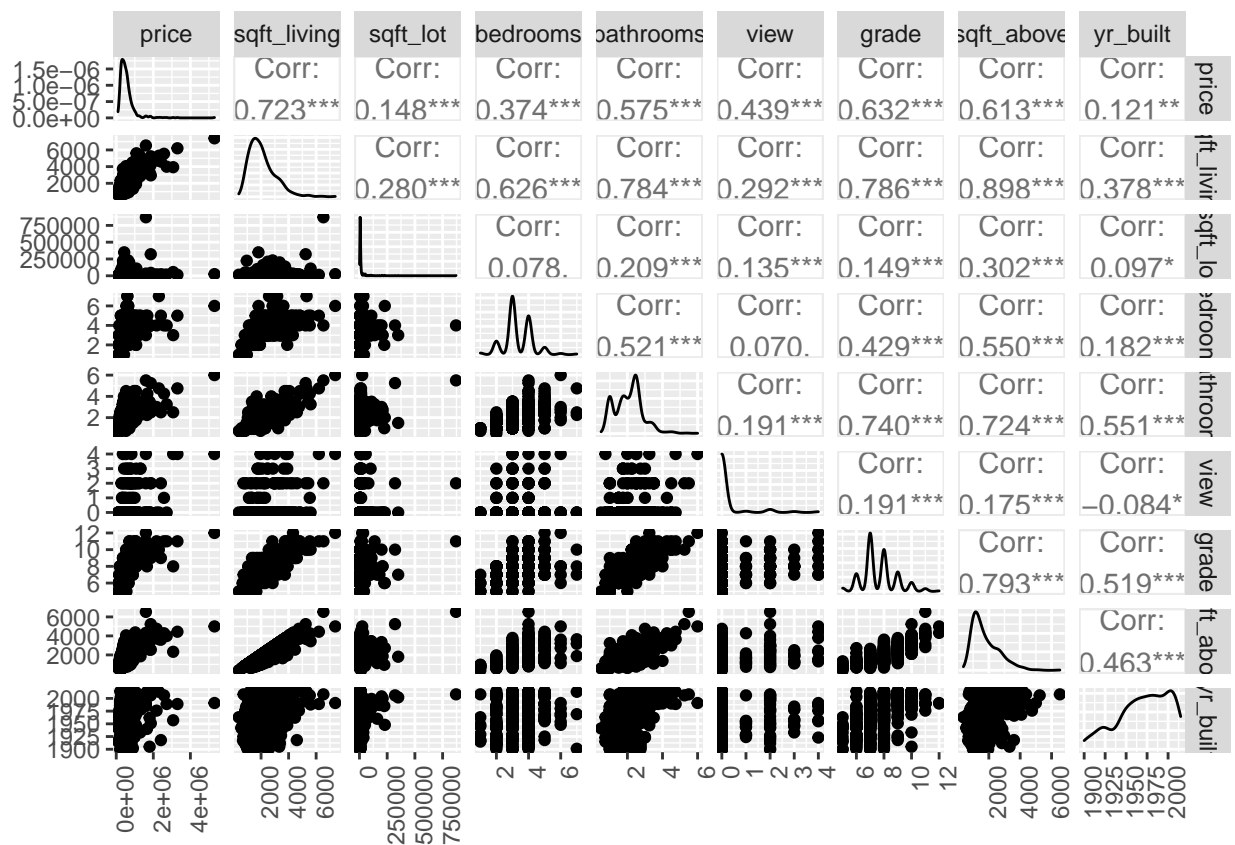 price sqft_living sqft_lot bedrooms bathrooms view grade sqft_above yr_built
1.5e−06
1.0e−06
5.0e−07
0.0e+00
Corr: Corr: Corr: Corr: Corr: Corr: Corr: Corr:
0.723*** 0.148*** 0.374*** 0.575*** 0.439*** 0.632*** 0.613*** 0.121**
price
6000
4000
2000
Corr: Corr: Corr: Corr: Corr: Corr: Corr:
0.280*** 0.626*** 0.784*** 0.292*** 0.786*** 0.898*** 0.378***
ft_livin
750000
500000
250000
0
Corr: Corr: Corr: Corr: Corr: Corr:
0.078. 0.209*** 0.135*** 0.149*** 0.302*** 0.097*
sqft_lo
6
4
2
Corr: Corr: Corr: Corr: Corr:
0.521*** 0.070. 0.429*** 0.550*** 0.182***
edroom
6
4
2
Corr: Corr: Corr: Corr:
0.191*** 0.740*** 0.724*** 0.551***
throom
4
3
2
1
0
Corr: Corr: Corr:
0.191*** 0.175*** −0.084*
view
12
10
8
6
Corr: Corr:
0.793*** 0.519***
grade
6000
4000
2000
Corr:
0.463***
ft_abo
2000
1975
1950
1925
1900
yr_buil
0e+00 2e+06 4e+06 2000 4000 6000 0 250000 500000 750000 2 4 6 2 4 6 0 1 2 3 4 6 8 10 12 2000 4000 6000 1900 1925 1950 1975 2000